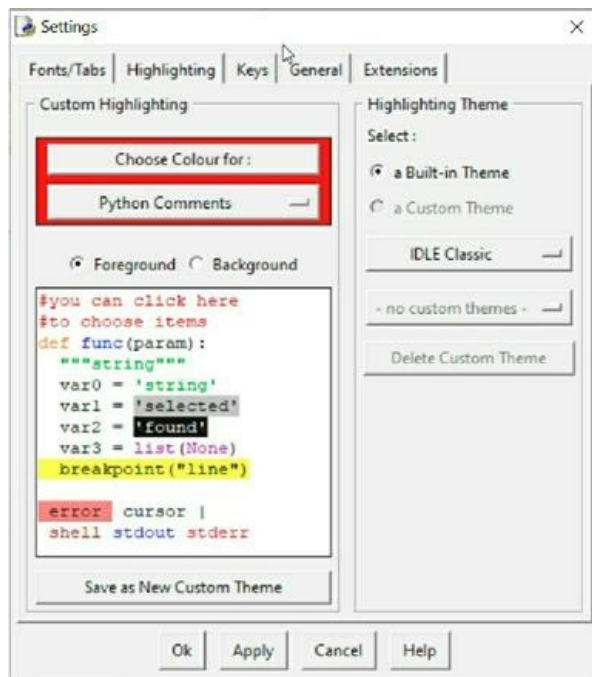 Settings
Fonts/Tabs Highlighting Keys General Extensions
Custom Highlighting
Choose Colour for :
Python Comments
Foreground Background
#you can click here
#to choose items
def func(param):
"""string"""
var0 = 'string'
var1 = 'selected'
var2 = 'found'
var3 = list(None)
breakpoint("line")
error cursor |
shell stdout stderr
Save as New Custom Theme
Highlighting Theme
Select :
a Built-in Theme
a Custom Theme
IDLE Classic
- no custom themes -
Delete Custom Theme
Ok Apply Cancel Help